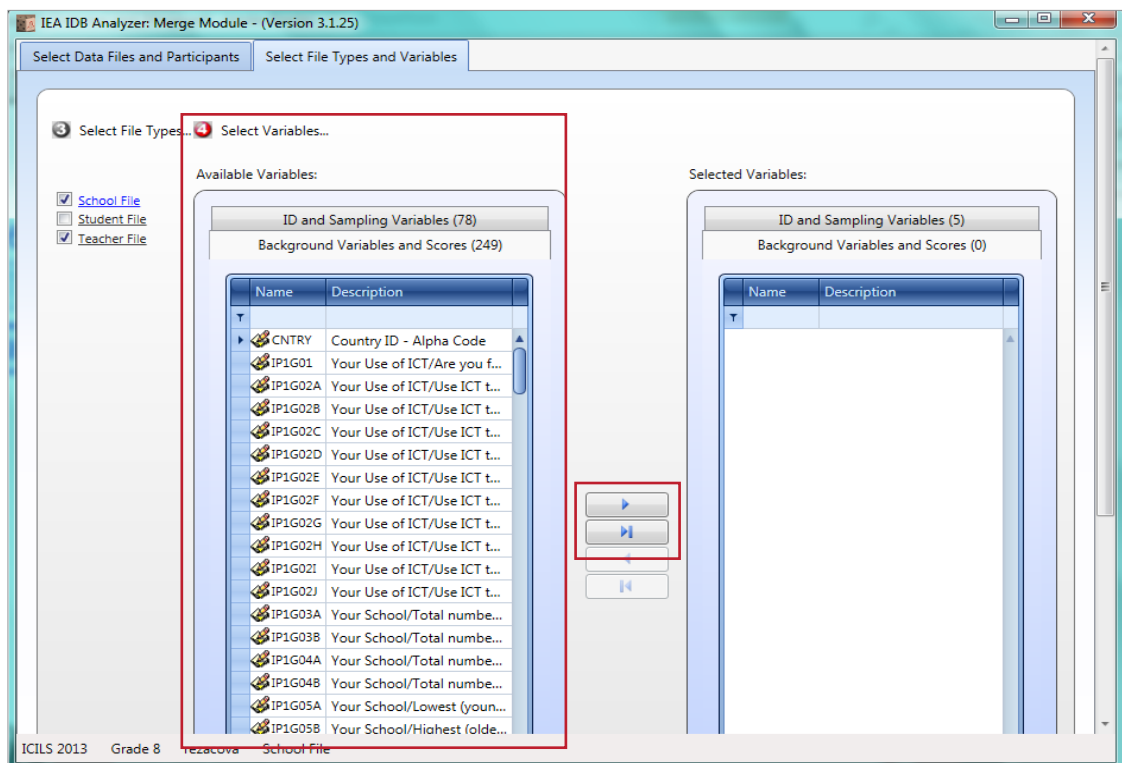 IEA IDB Analyzer: Merge Module - (Version 3.1.25)
Select Data Files and Participants
Select File Types and Variables
3 Select File Types...
4 Select Variables...
School File
Student File
Teacher File
Available Variables:
ID and Sampling Variables (78)
Background Variables and Scores (249)
Name Description
CNTRY Country ID - Alpha Code
IP1G01 Your Use of ICT/Are you f...
IP1G02A Your Use of ICT/Use ICT t...
IP1G02B Your Use of ICT/Use ICT t...
IP1G02C Your Use of ICT/Use ICT t...
IP1G02D Your Use of ICT/Use ICT t...
IP1G02E Your Use of ICT/Use ICT t...
IP1G02F Your Use of ICT/Use ICT t...
IP1G02G Your Use of ICT/Use ICT t...
IP1G02H Your Use of ICT/Use ICT t...
IP1G02I Your Use of ICT/Use ICT t...
IP1G02J Your Use of ICT/Use ICT t...
IP1G03A Your School/Total numbe...
IP1G03B Your School/Total numbe...
IP1G04A Your School/Total numbe...
IP1G04B Your School/Total numbe...
IP1G05A Your School/Lowest (youn...
IP1G05B Your School/Highest (olde...
Selected Variables:
ID and Sampling Variables (5)
Background Variables and Scores (0)
Name Description
ICILS 2013 Grade 8 Tezacova School File